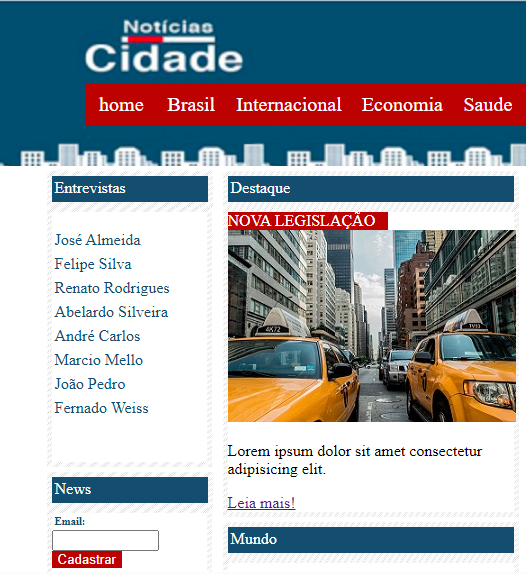 Notícias
Cidade
home Brasil Internacional Economia Saude
Entrevistas
José Almeida
Felipe Silva
Renato Rodrigues
Abelardo Silveira
André Carlos
Marcio Mello
João Pedro
Fernado Weiss
News
Email:
Cadastrar
Destaque
NOVA LEGISLAÇÃO
4K72
Lorem ipsum dolor sit amet consectetur
adipisicing elit.
Leia mais!
Mundo